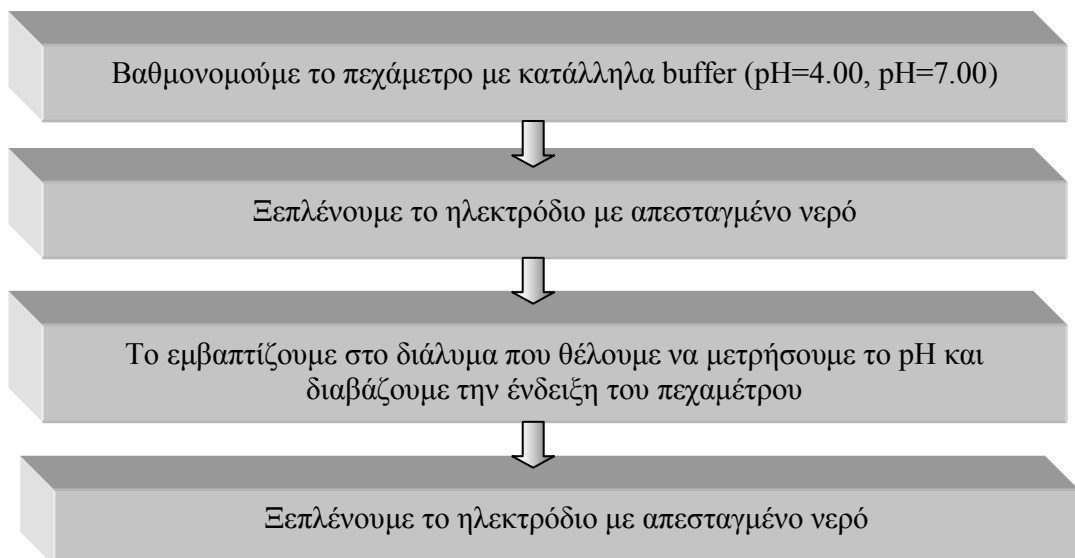 Βαθμονομούμε το πεχάμετρο με κατάλληλα buffer (pH=4.00, pH=7.00)
Ξεπλένουμε το ηλεκτρόδιο με απεσταγμένο νερό
Το εμβαπτίζουμε στο διάλυμα που θέλουμε να μετρήσουμε το pH και
διαβάζουμε την ένδειξη του πεχαμέτρου
Ξεπλένουμε το ηλεκτρόδιο με απεσταγμένο νερό